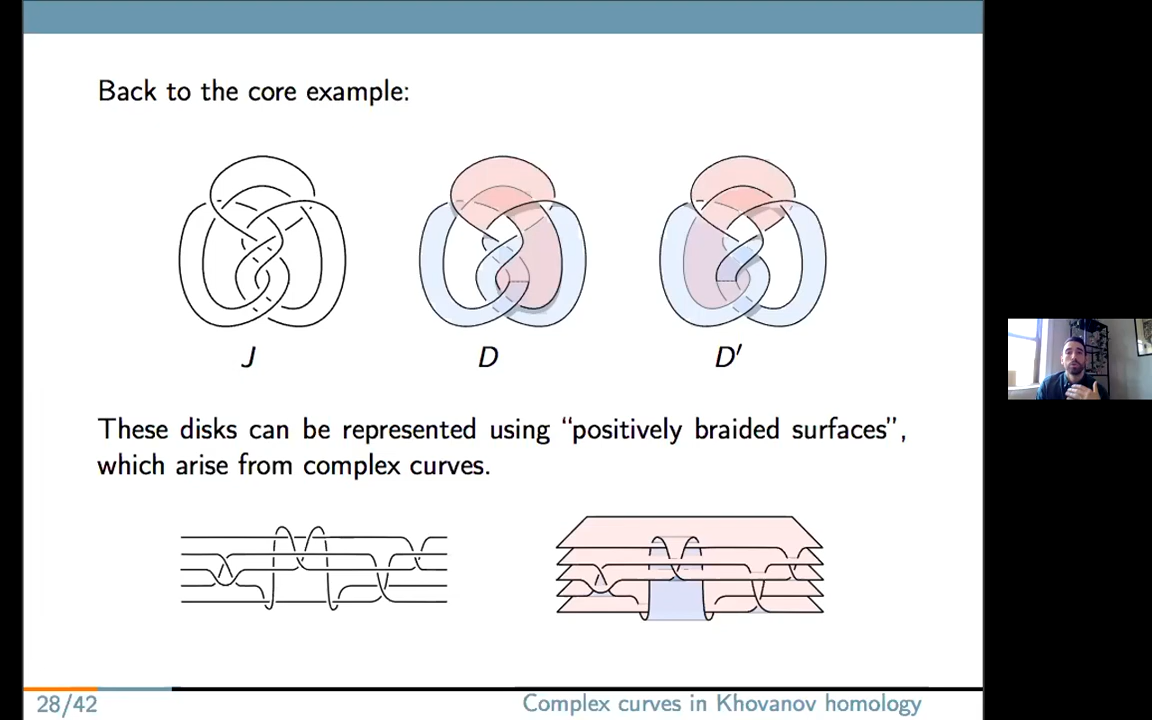 Back to the core example:
J D D′
These disks can be represented using “positively braided surfaces”,
which arise from complex curves.
28/42 Complex curves in Khovanov homology